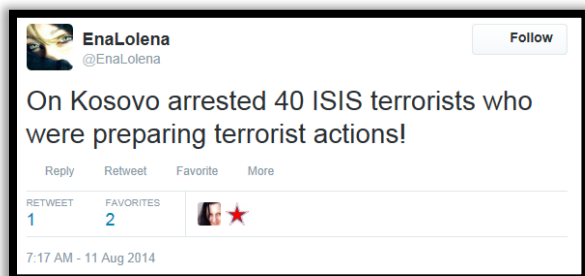 EnaLolena
@EnaLolena
Follow
On Kosovo arrested 40 ISIS terrorists who
were preparing terrorist actions!
Reply Retweet Favorite More
RETWEET FAVORITES
1 2
7:17 AM - 11 Aug 2014